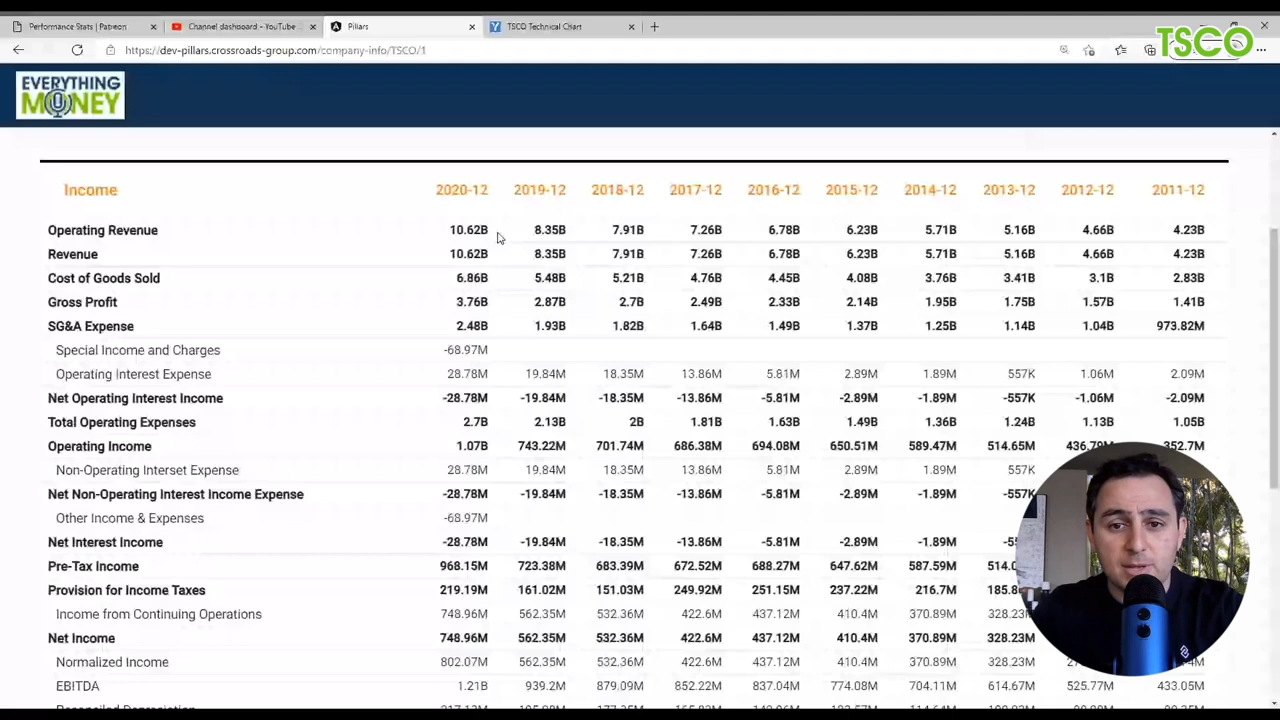 Performance Stats | Patreon
Channel dashboard - YouTube
Pillars
TSCO Technical Chart
TSCO
https://dev-pillars.crossroads-group.com/company-info/TSCO/1
EVERYTHING
MONEY
Income 2020-12 2019-12 2018-12 2017-12 2016-12 2015-12 2014-12 2013-12 2012-12 2011-12
Operating Revenue 10.62B 8.35B 7.91B 7.26B 6.78B 6.23B 5.71B 5.16B 4.66B 4.23B
Revenue 10.62B 8.35B 7.91B 7.26B 6.78B 6.23B 5.71B 5.16B 4.66B 4.23B
Cost of Goods Sold 6.86B 5.48B 5.21B 4.76B 4.45B 4.08B 3.76B 3.41B 3.1B 2.83B
Gross Profit 3.76B 2.87B 2.7B 2.49B 2.33B 2.14B 1.95B 1.75B 1.57B 1.41B
SG&A Expense 2.48B 1.93B 1.82B 1.64B 1.49B 1.37B 1.25B 1.14B 1.04B 973.82M
Special Income and Charges -68.97M
Operating Interest Expense 28.78M 19.84M 18.35M 13.86M 5.81M 2.89M 1.89M 557K 1.06M 2.09M
Net Operating Interest Income -28.78M -19.84M -18.35M -13.86M -5.81M -2.89M -1.89M -557K -1.06M -2.09M
Total Operating Expenses 2.7B 2.13B 2B 1.81B 1.63B 1.49B 1.36B 1.24B 1.13B 1.05B
Operating Income 1.07B 743.22M 701.74M 686.38M 694.08M 650.51M 589.47M 514.65M 352.7M
Non-Operating Interset Expense 28.78M 19.84M 18.35M 13.86M 5.81M 2.89M 1.89M 557K
Net Non-Operating Interest Income Expense -28.78M -19.84M -18.35M -13.86M -5.81M -2.89M -1.89M -557K
Other Income & Expenses -68.97M
Net Interest Income -28.78M -19.84M -18.35M -13.86M -5.81M -2.89M -1.89M
Pre-Tax Income 968.15M 723.38M 683.39M 672.52M 688.27M 647.62M 587.59M
Provision for Income Taxes 219.19M 161.02M 151.03M 249.92M 251.15M 237.22M 216.7M
Income from Continuing Operations 748.96M 562.35M 532.36M 422.6M 437.12M 410.4M 370.89M 328.23M
Net Income 748.96M 562.35M 532.36M 422.6M 437.12M 410.4M 370.89M 328.23M
Normalized Income 802.07M 562.35M 532.36M 422.6M 437.12M 410.4M 370.89M 328.23M
EBITDA 1.21B 939.2M 879.09M 852.22M 837.04M 774.08M 704.11M 614.67M 525.77M 433.05M